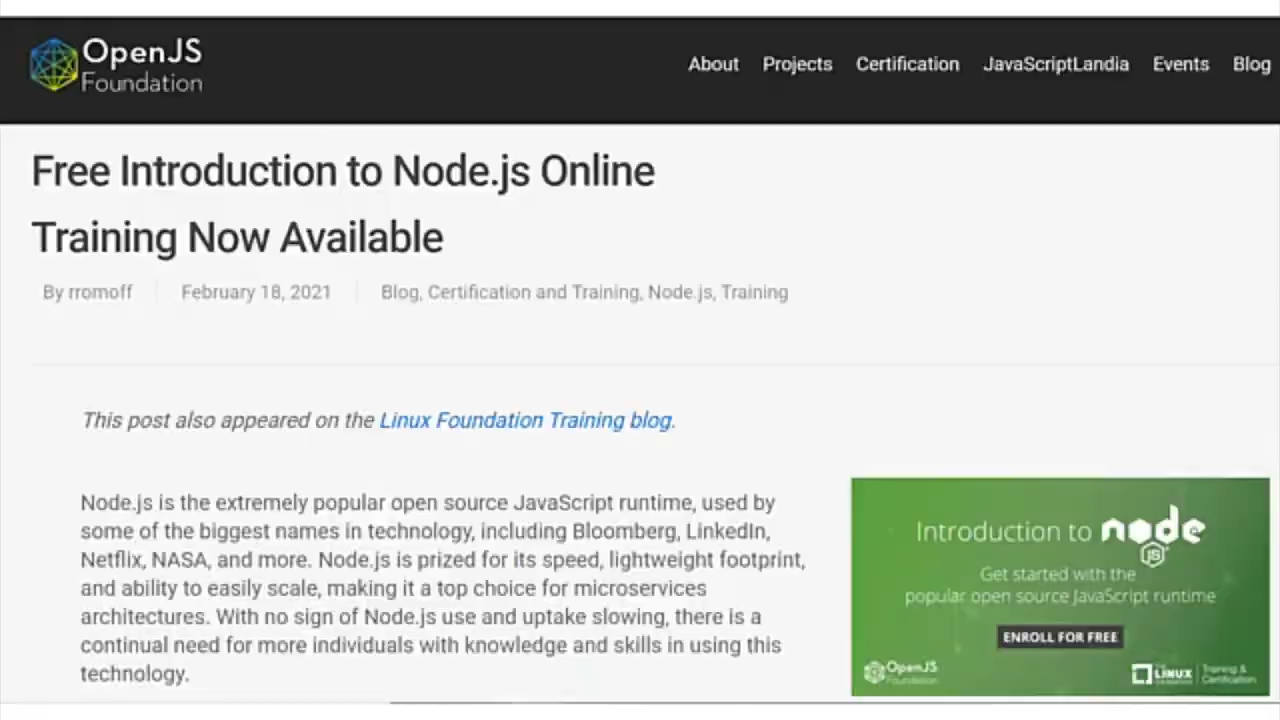 OpenJS
Foundation
About Projects Certification JavaScriptLandia Events Blog
Free Introduction to Node.js Online
Training Now Available
By rromoff February 18, 2021 Blog, Certification and Training, Node.js, Training
This post also appeared on the Linux Foundation Training blog.
Node.js is the extremely popular open source JavaScript runtime, used by
some of the biggest names in technology, including Bloomberg, LinkedIn,
Netflix, NASA, and more. Node.js is prized for its speed, lightweight footprint,
and ability to easily scale, making it a top choice for microservices
architectures. With no sign of Node.js use and uptake slowing, there is a
continual need for more individuals with knowledge and skills in using this
technology.
Introduction to node
JS
Get started with the
popular open source JavaScript runtime
ENROLL FOR FREE
OpenJS
Foundation
LINUX
Training &
Certification